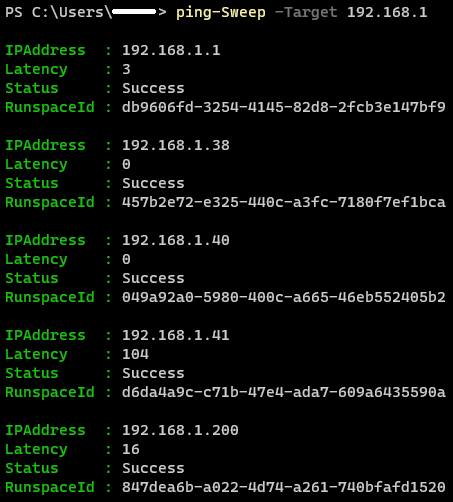 PS C:\Users\> ping-Sweep -Target 192.168.1
IPAddress  : 192.168.1.1
Latency    : 3
Status     : Success
RunspaceId : db9606fd-3254-4145-82d8-2fcb3e147bf9
IPAddress  : 192.168.1.38
Latency    : 0
Status     : Success
RunspaceId : 457b2e72-e325-440c-a3fc-7180f7ef1bca
IPAddress  : 192.168.1.40
Latency    : 0
Status     : Success
RunspaceId : 049a92a0-5980-400c-a665-46eb552405b2
IPAddress  : 192.168.1.41
Latency    : 104
Status     : Success
RunspaceId : d6da4a9c-c71b-47e4-ada7-609a6435590a
IPAddress  : 192.168.1.200
Latency    : 16
Status     : Success
RunspaceId : 847dea6b-a022-4d74-a261-740bfafd1520